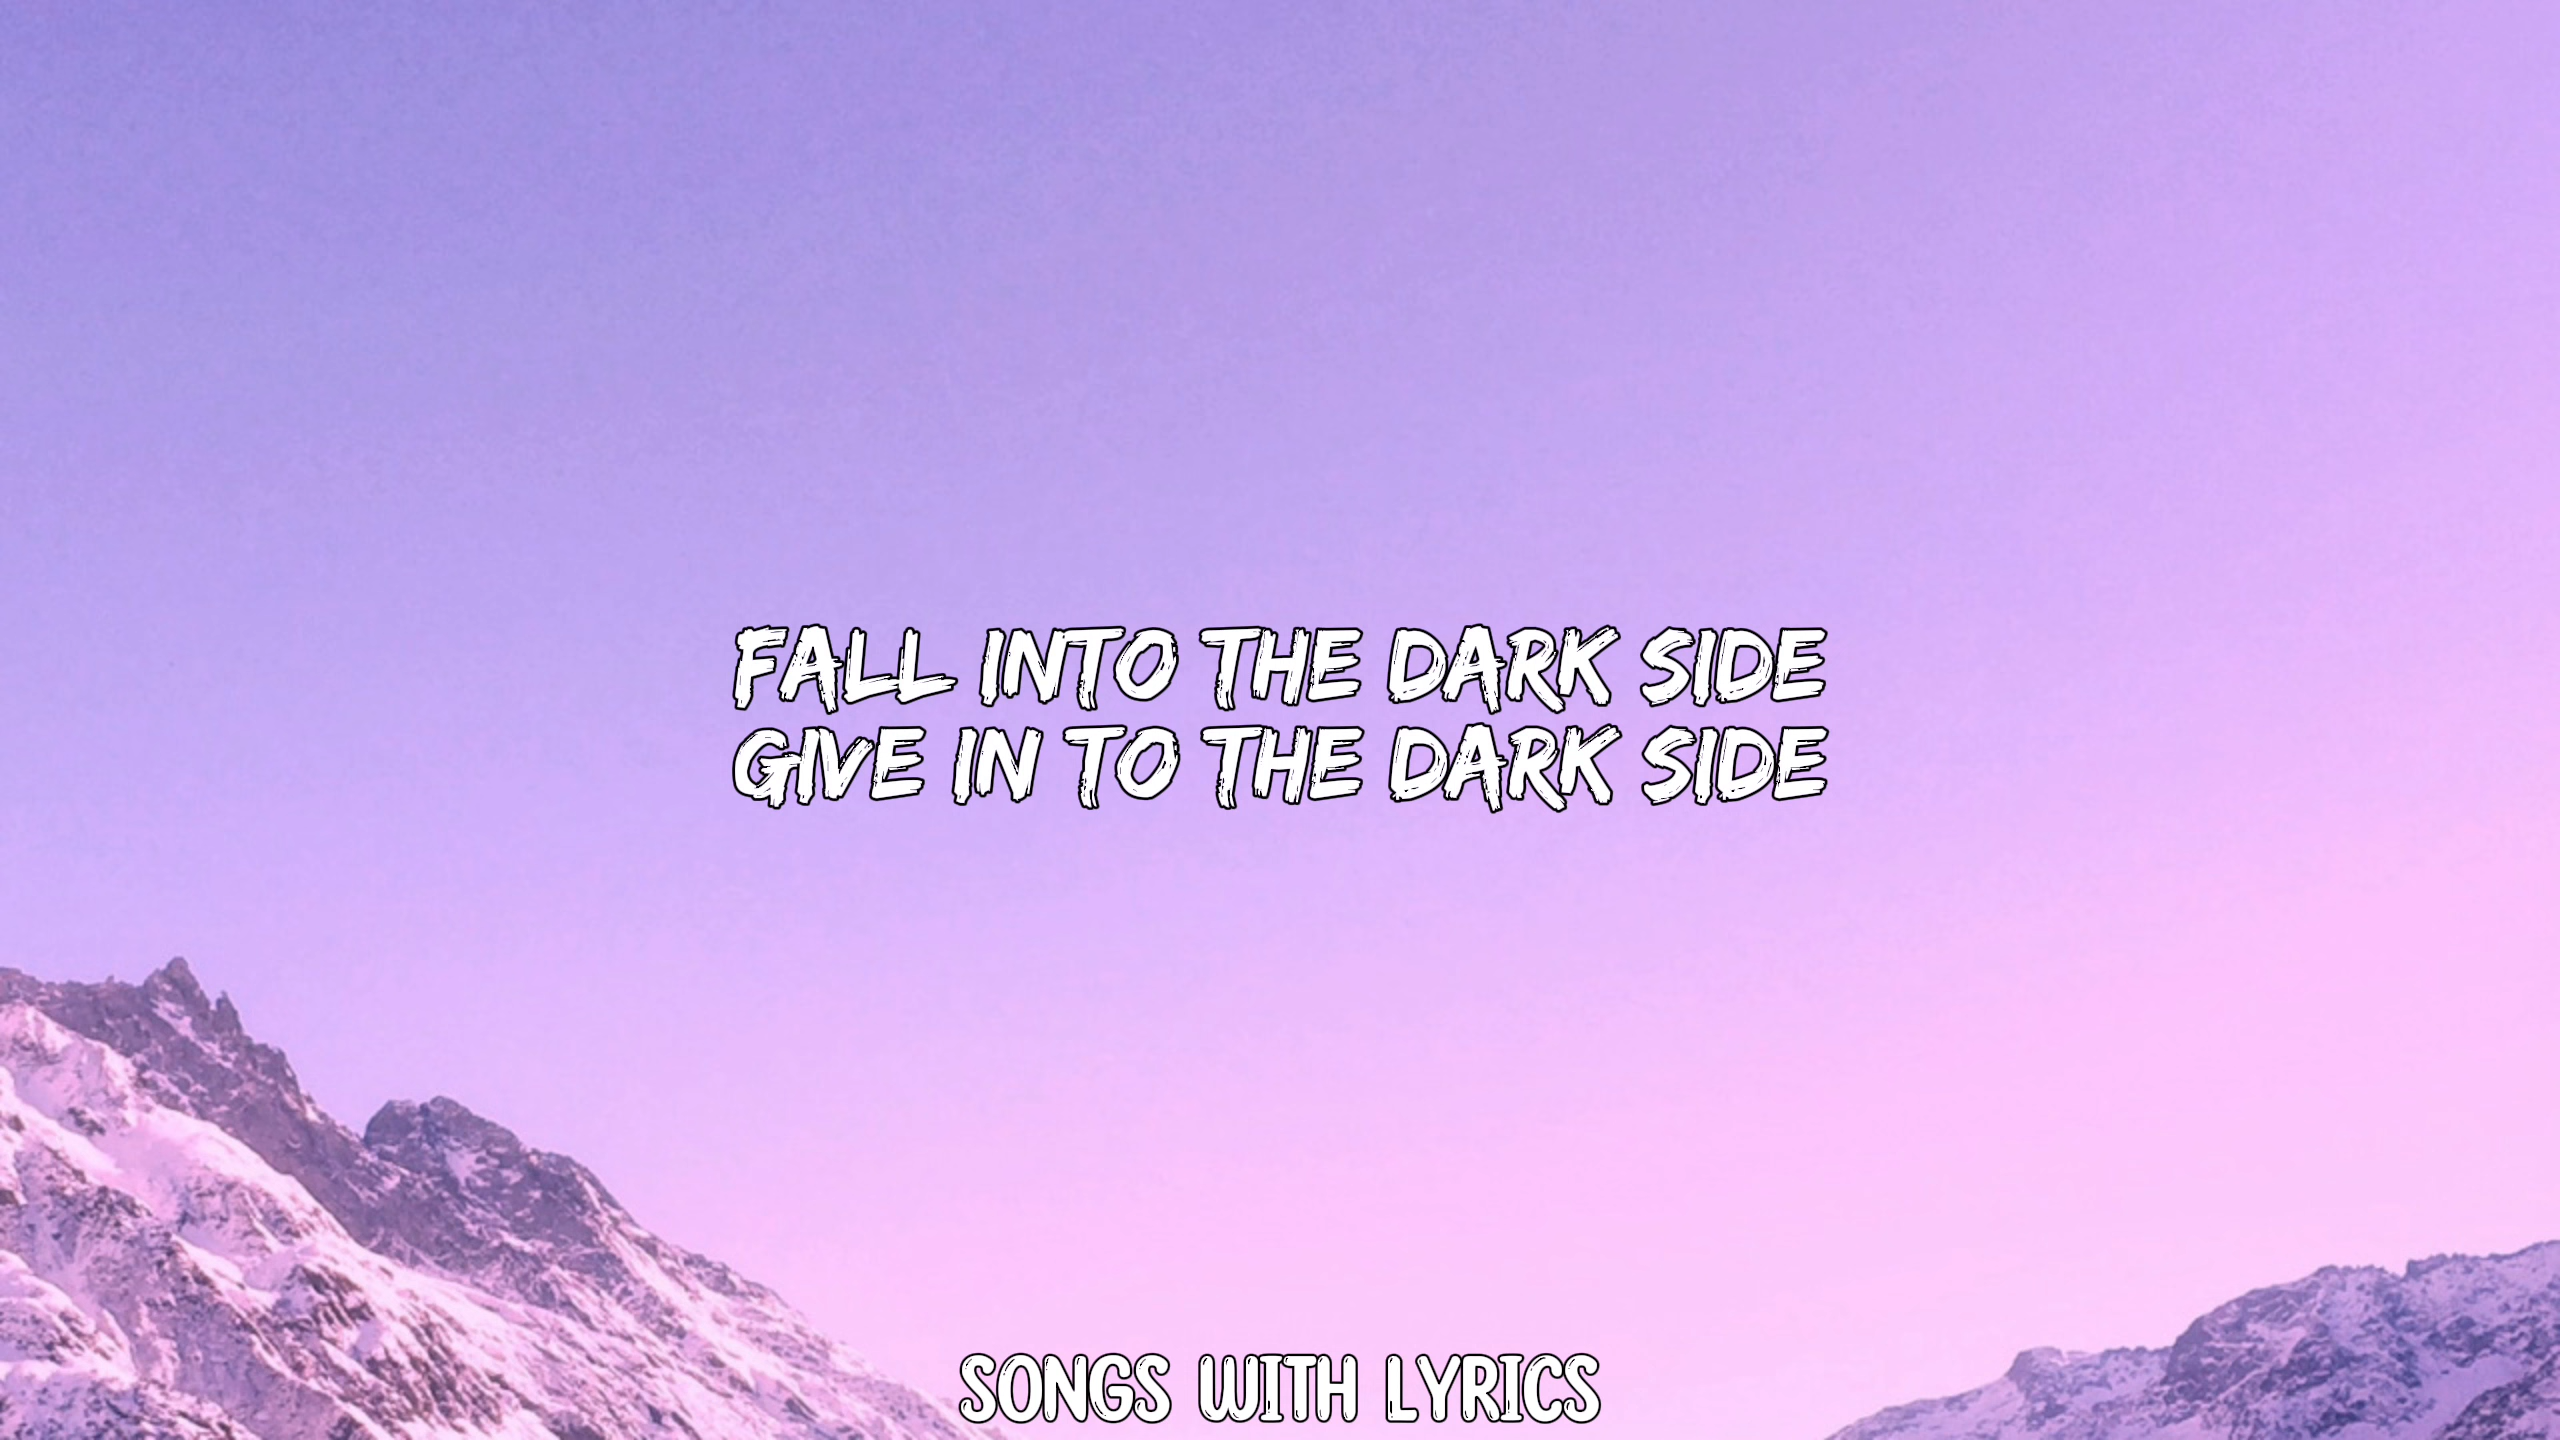 FALL INTO THE DARK SIDE
GIVE IN TO THE DARK SIDE
SONGS WITH LYRICS